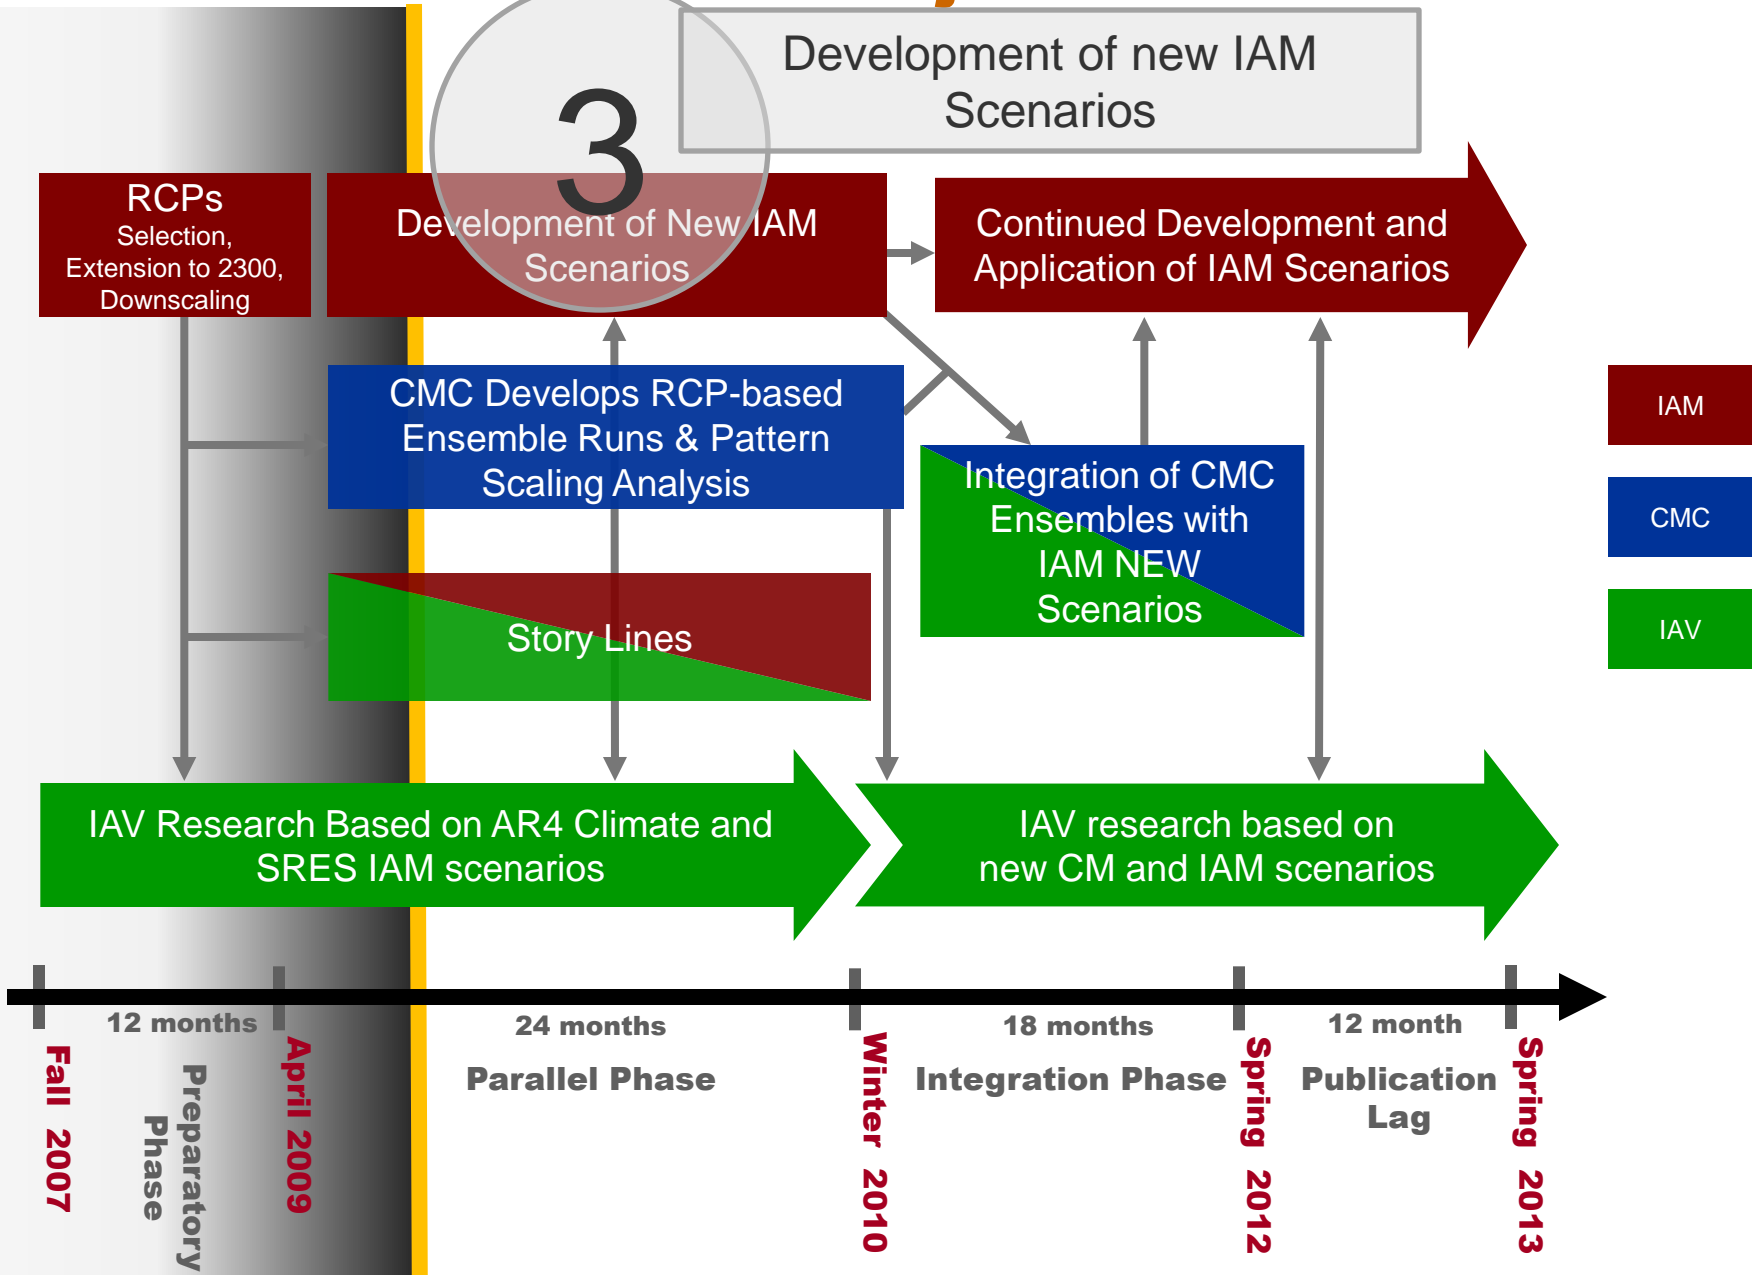 Development of new IAM
Scenarios
3
RCPs
Selection,
Extension to 2300,
Downscaling
Development of New IAM
Scenarios
Continued Development and
Application of IAM Scenarios
CMC Develops RCP-based
Ensemble Runs & Pattern
Scaling Analysis
Integration of CMC
Ensembles with
IAM NEW
Scenarios
Story Lines
IAM
CMC
IAV
IAV Research Based on AR4 Climate and
SRES IAM scenarios
IAV research based on
new CM and IAM scenarios
12 months
24 months
18 months
12 month
Fall 2007
Preparatory
Phase
April 2009
Parallel Phase
Winter 2010
Integration Phase
Spring 2012
Publication
Lag
Spring 2013